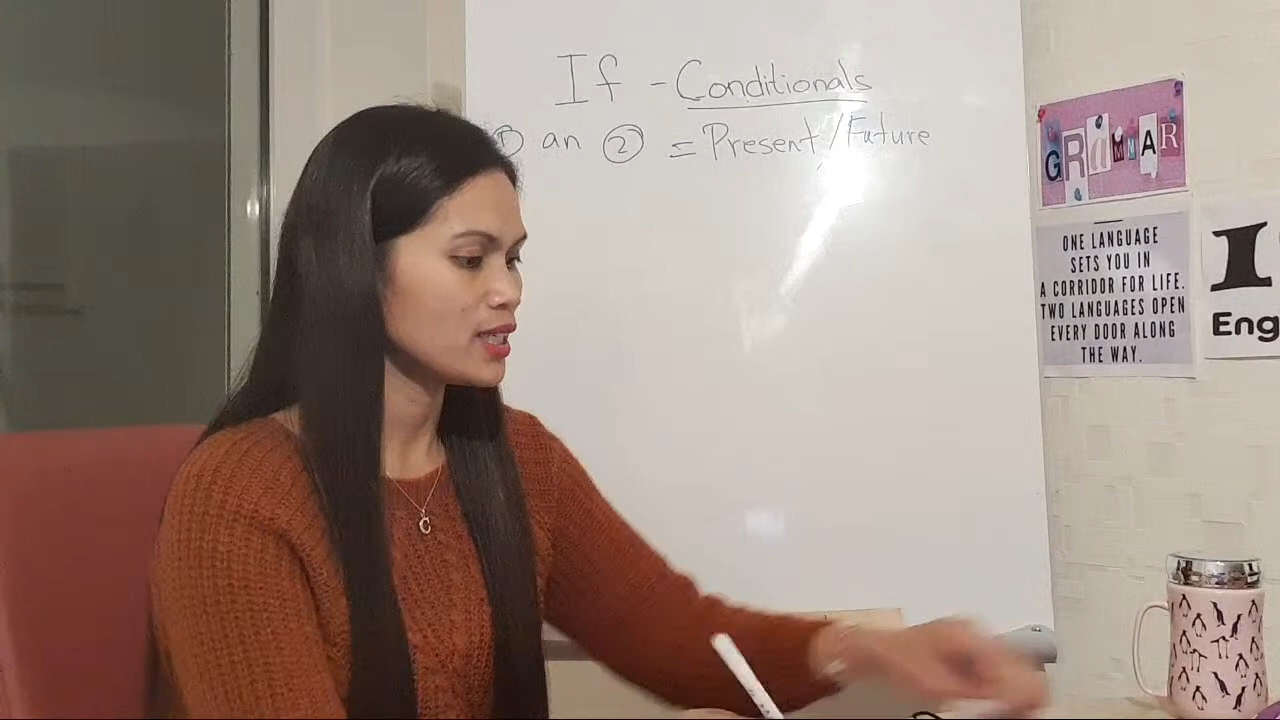 If - Conditionals
① an ② = Present/Future
GRAMMAR
ONE LANGUAGE
SETS YOU IN
A CORRIDOR FOR LIFE.
TWO LANGUAGES OPEN
EVERY DOOR ALONG
THE WAY.
I
Eng
C